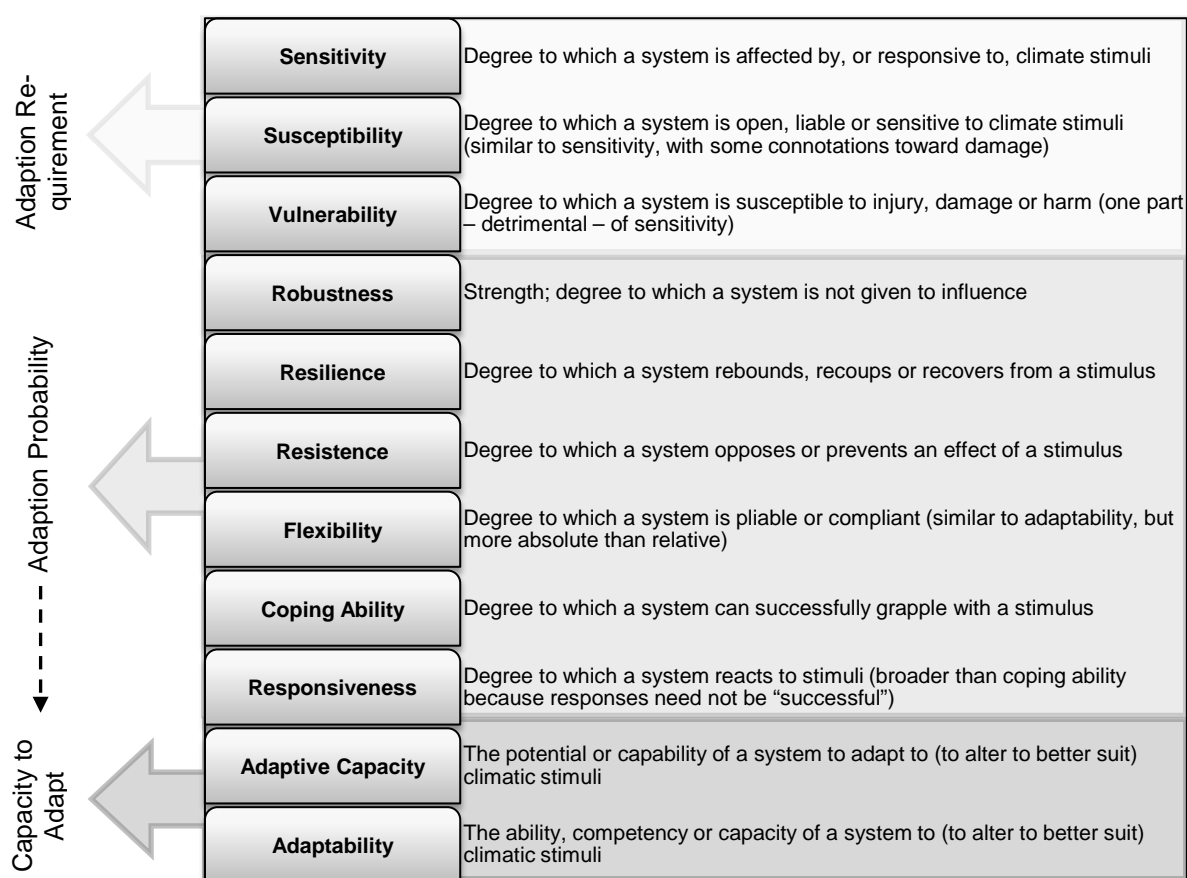 Adaption Re-
quirement
Sensitivity
Degree to which a system is affected by, or responsive to, climate stimuli
Susceptibility
Degree to which a system is open, liable or sensitive to climate stimuli
(similar to sensitivity, with some connotations toward damage)
Vulnerability
Degree to which a system is susceptible to injury, damage or harm (one part
– detrimental – of sensitivity)
Adaption Probability
Robustness
Strength; degree to which a system is not given to influence
Resilience
Degree to which a system rebounds, recoups or recovers from a stimulus
Resistence
Degree to which a system opposes or prevents an effect of a stimulus
Flexibility
Degree to which a system is pliable or compliant (similar to adaptability, but
more absolute than relative)
Coping Ability
Degree to which a system can successfully grapple with a stimulus
Responsiveness
Degree to which a system reacts to stimuli (broader than coping ability
because responses need not be “successful”)
Capacity to
Adapt
Adaptive Capacity
The potential or capability of a system to adapt to (to alter to better suit)
climatic stimuli
Adaptability
The ability, competency or capacity of a system to (to alter to better suit)
climatic stimuli